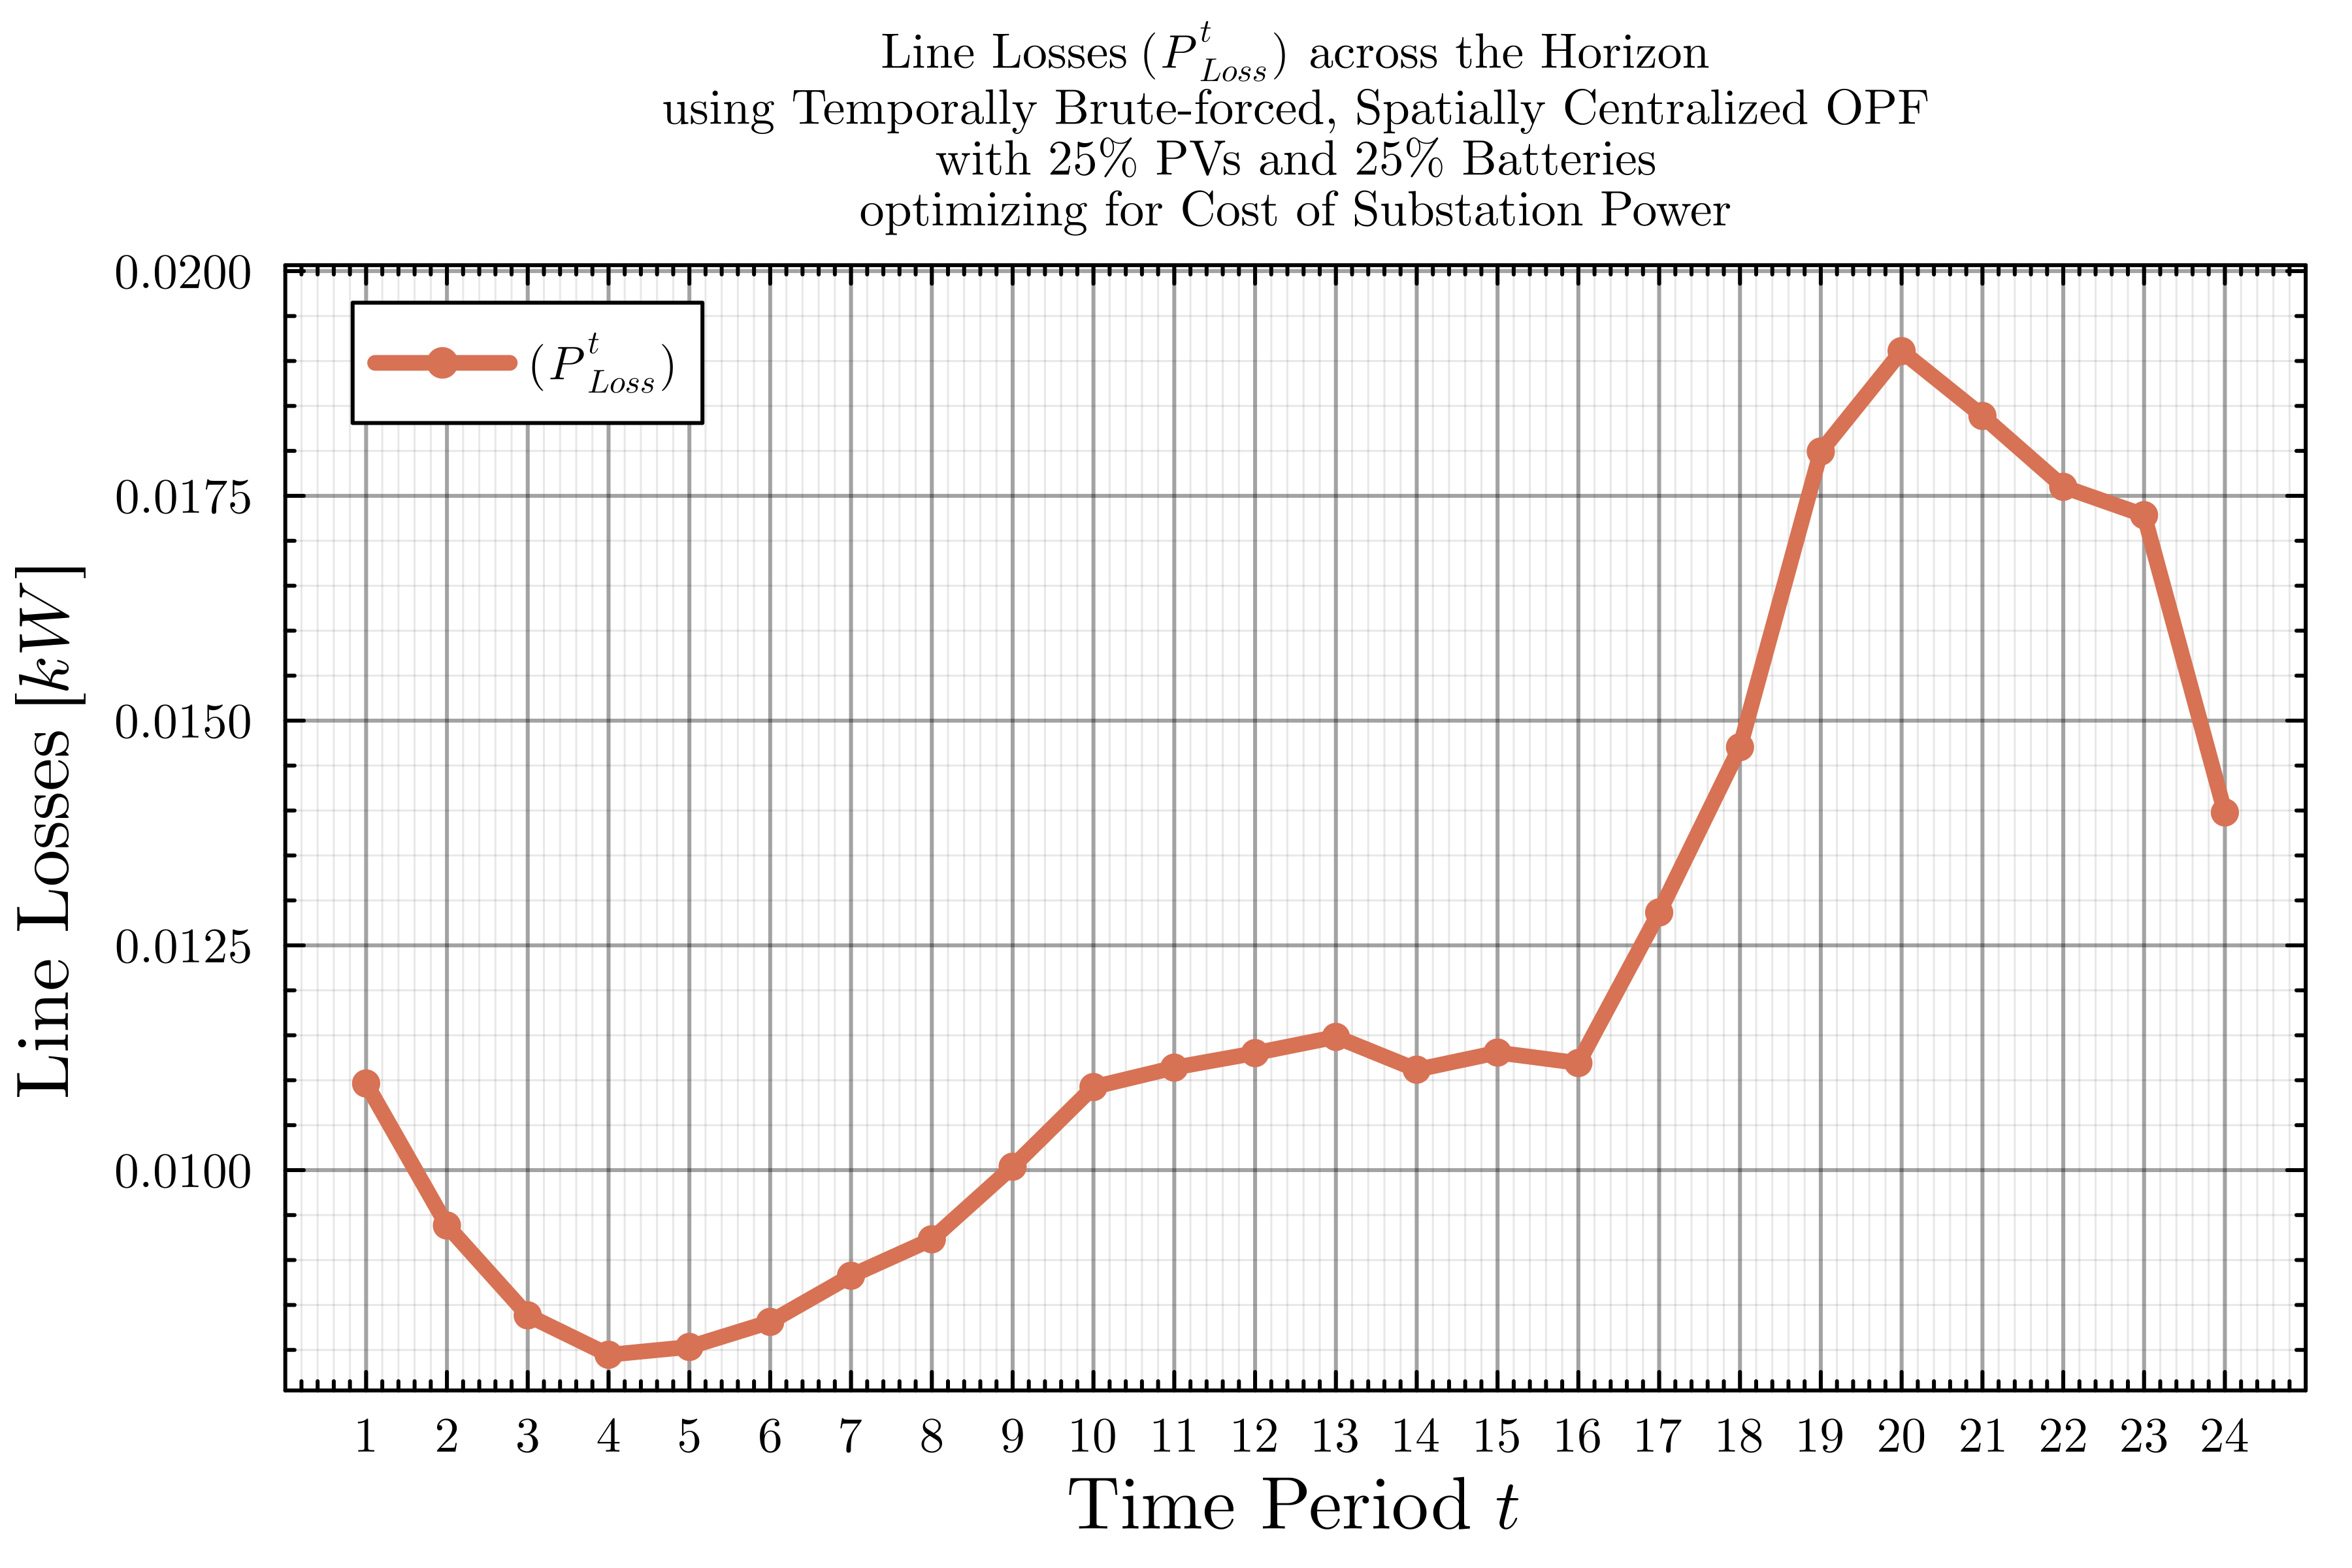 Line Losses (P^t_Loss) across the Horizon
using Temporally Brute-forced, Spatially Centralized OPF
with 25% PVs and 25% Batteries
optimizing for Cost of Substation Power
(P^t_Loss)
Line Losses [kW]
0.0200
0.0175
0.0150
0.0125
0.0100
1 2 3 4 5 6 7 8 9 10 11 12 13 14 15 16 17 18 19 20 21 22 23 24
Time Period t